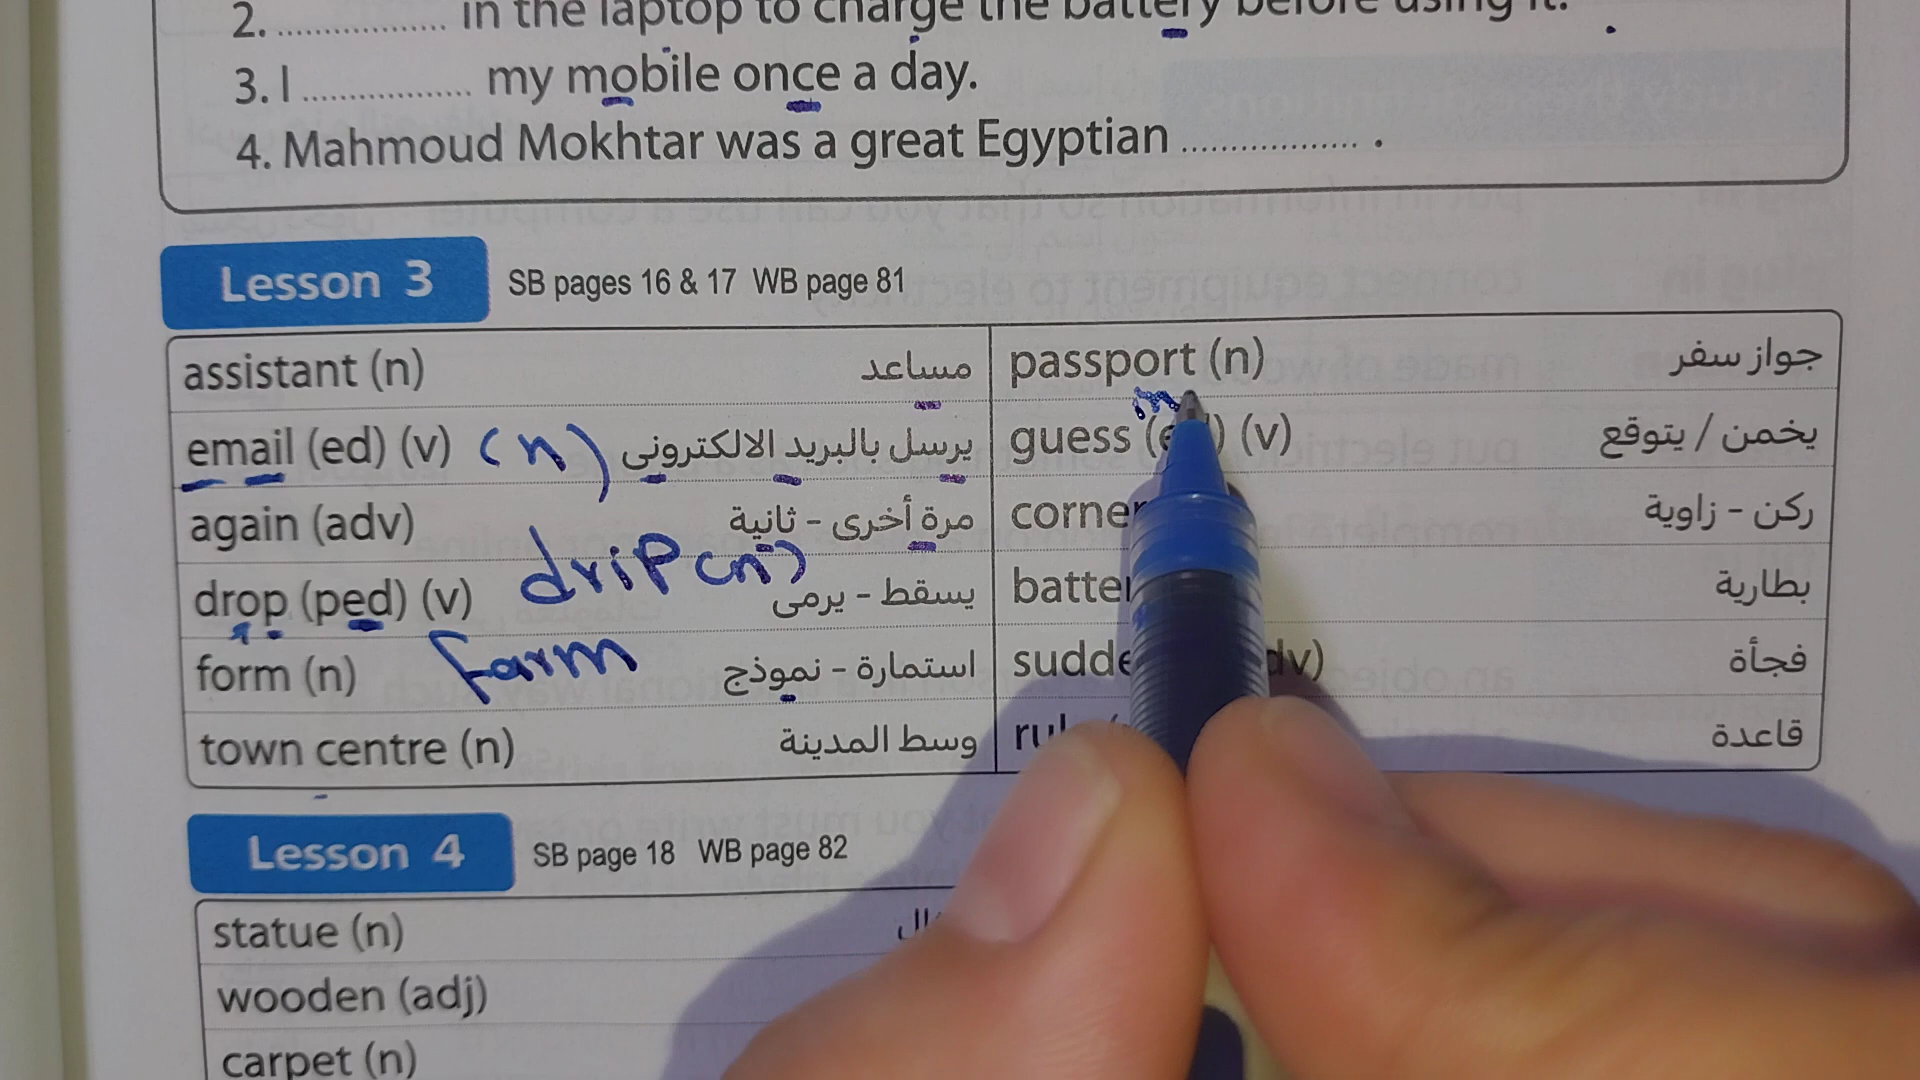 2. .................. in the laptop to charge the battery before using it.
3. I .................. my mobile once a day.
4. Mahmoud Mokhtar was a great Egyptian .................. .
Lesson 3 SB pages 16 & 17 WB page 81
assistant (n) مساعد
passport (n) جواز سفر
email (ed) (v) (n) يرسل بالبريد الالكترونى
guess (v) يخمن / يتوقع
again (adv) مرة أخرى - ثانية
ركن - زاوية
drip (n)
drop (ped) (v) يسقط - يرمى
بطارية
form (n) farm استمارة - نموذج
فجأة
town centre (n) وسط المدينة
قاعدة
Lesson 4 SB page 18 WB page 82
statue (n)
wooden (adj)
carpet (n)